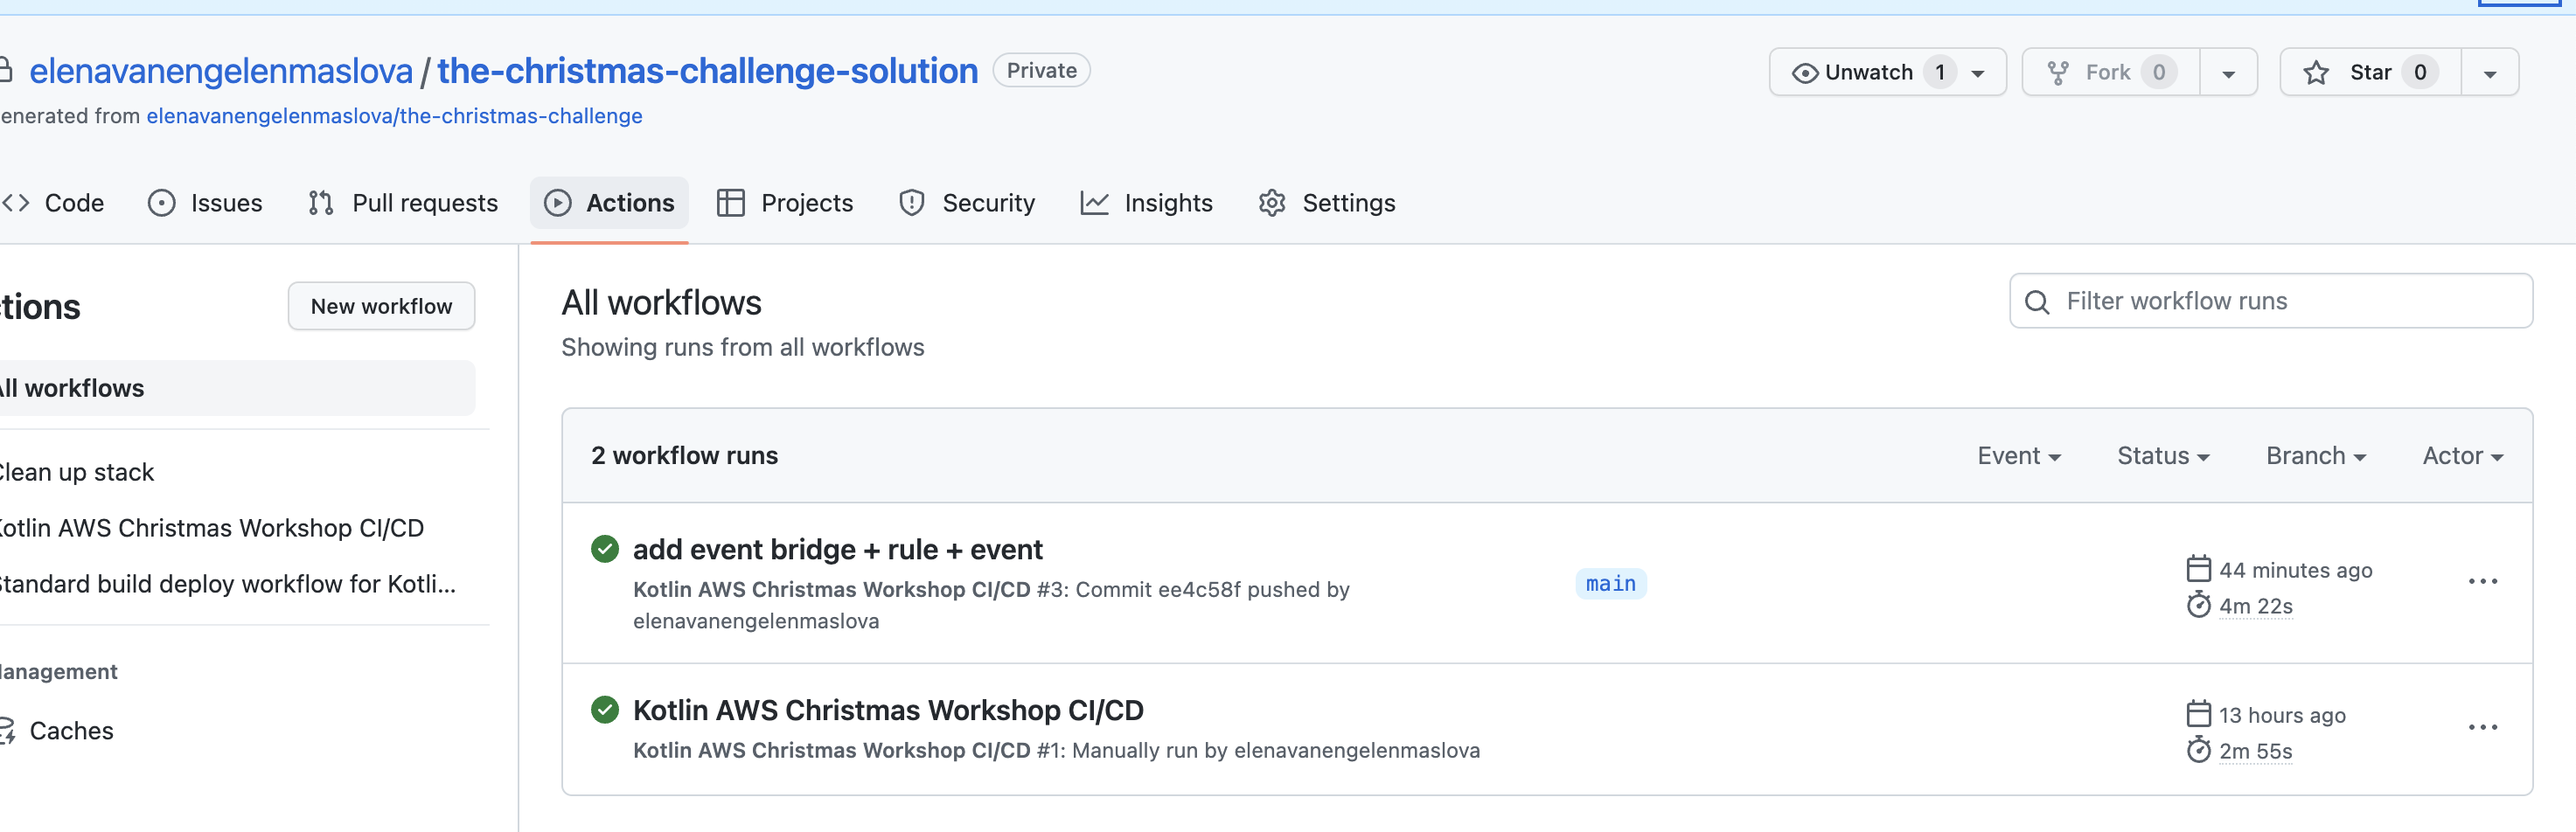 elenavanengelenmaslova / the-christmas-challenge-solution Private Unwatch 1 Fork 0 Star 0
enerated from elenavanengelenmaslova/the-christmas-challenge
Code Issues Pull requests Actions Projects Security Insights Settings
tions New workflow
All workflows
Clean up stack
Kotlin AWS Christmas Workshop CI/CD
Standard build deploy workflow for Kotli...
anagement
Caches
All workflows
Showing runs from all workflows
Filter workflow runs
2 workflow runs Event Status Branch Actor
add event bridge + rule + event
Kotlin AWS Christmas Workshop CI/CD #3: Commit ee4c58f pushed by
elenavanengelenmaslova
main
44 minutes ago
4m 22s
Kotlin AWS Christmas Workshop CI/CD
Kotlin AWS Christmas Workshop CI/CD #1: Manually run by elenavanengelenmaslova
13 hours ago
2m 55s